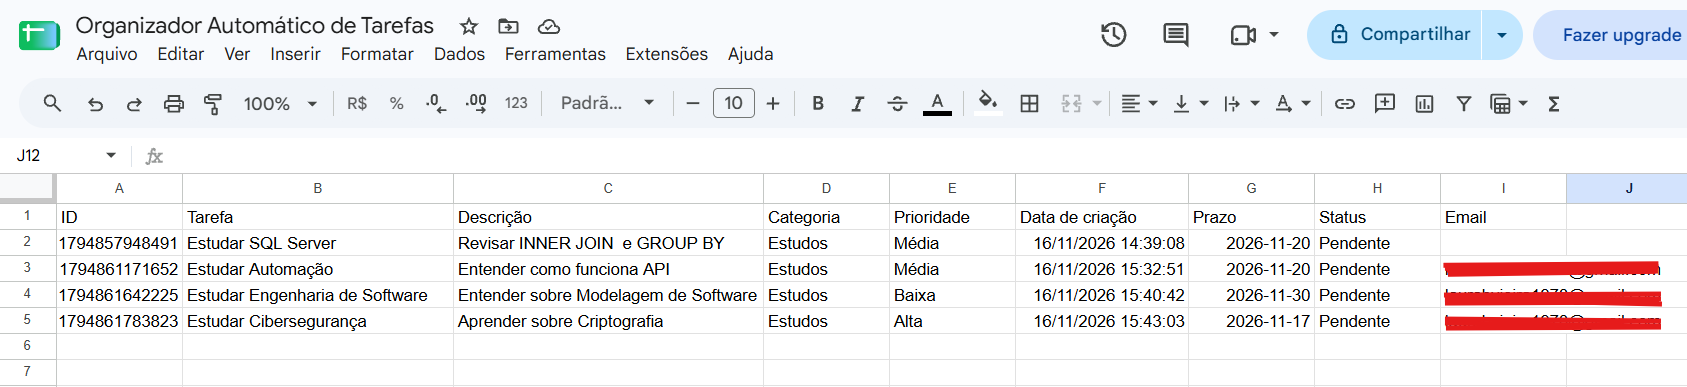 Organizador Automático de Tarefas
Arquivo Editar Ver Inserir Formatar Dados Ferramentas Extensões Ajuda
Compartilhar
Fazer upgrade
100% R$ % .0 .00 123 Padrã... 10 B I S A Σ
J12 fx
A B C D E F G H I J
1 ID Tarefa Descrição Categoria Prioridade Data de criação Prazo Status Email
2 1794857948491 Estudar SQL Server Revisar INNER JOIN e GROUP BY Estudos Média 16/11/2026 14:39:08 2026-11-20 Pendente
3 1794861171652 Estudar Automação Entender como funciona API Estudos Média 16/11/2026 15:32:51 2026-11-20 Pendente
4 1794861642225 Estudar Engenharia de Software Entender sobre Modelagem de Software Estudos Baixa 16/11/2026 15:40:42 2026-11-30 Pendente
5 1794861783823 Estudar Cibersegurança Aprender sobre Criptografia Estudos Alta 16/11/2026 15:43:03 2026-11-17 Pendente
6
7